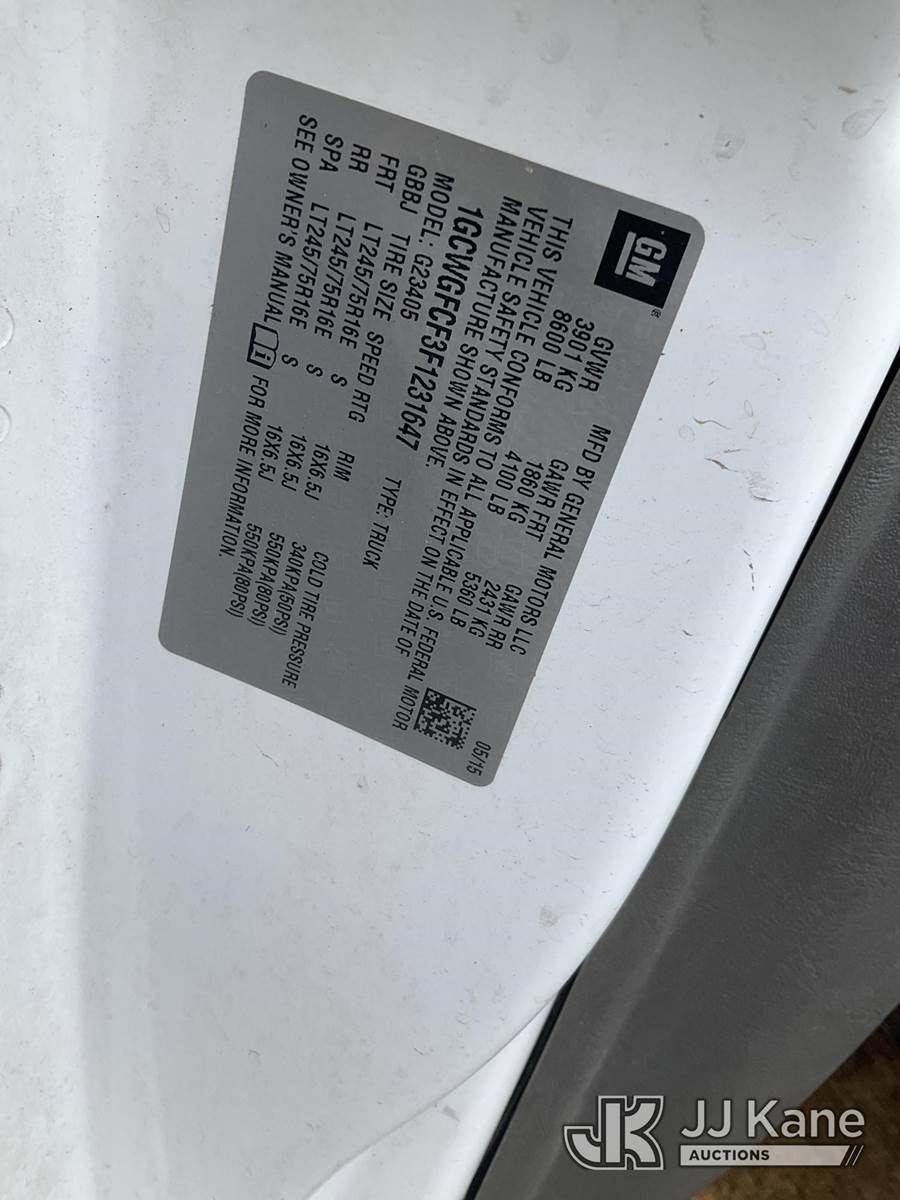 GM
®
MFD BY GENERAL MOTORS LLC 05/15
GVWR GAWR FRT GAWR RR
3901 KG 1860 KG 2431 KG
8600 LB 4100 LB 5360 LB
THIS VEHICLE CONFORMS TO ALL APPLICABLE U.S. FEDERAL MOTOR
VEHICLE SAFETY STANDARDS IN EFFECT ON THE DATE OF
MANUFACTURE SHOWN ABOVE.
1GCWGFCF3F1231647 TYPE: TRUCK
MODEL: G23405
GBBJ TIRE SIZE SPEED RTG RIM COLD TIRE PRESSURE
FRT LT245/75R16E S 16X6.5J 340KPA(50PSI)
RR LT245/75R16E S 16X6.5J 550KPA(80PSI)
SPA LT245/75R16E S 16X6.5J 550KPA(80PSI)
SEE OWNER'S MANUAL FOR MORE INFORMATION.
JK JJ Kane
AUCTIONS